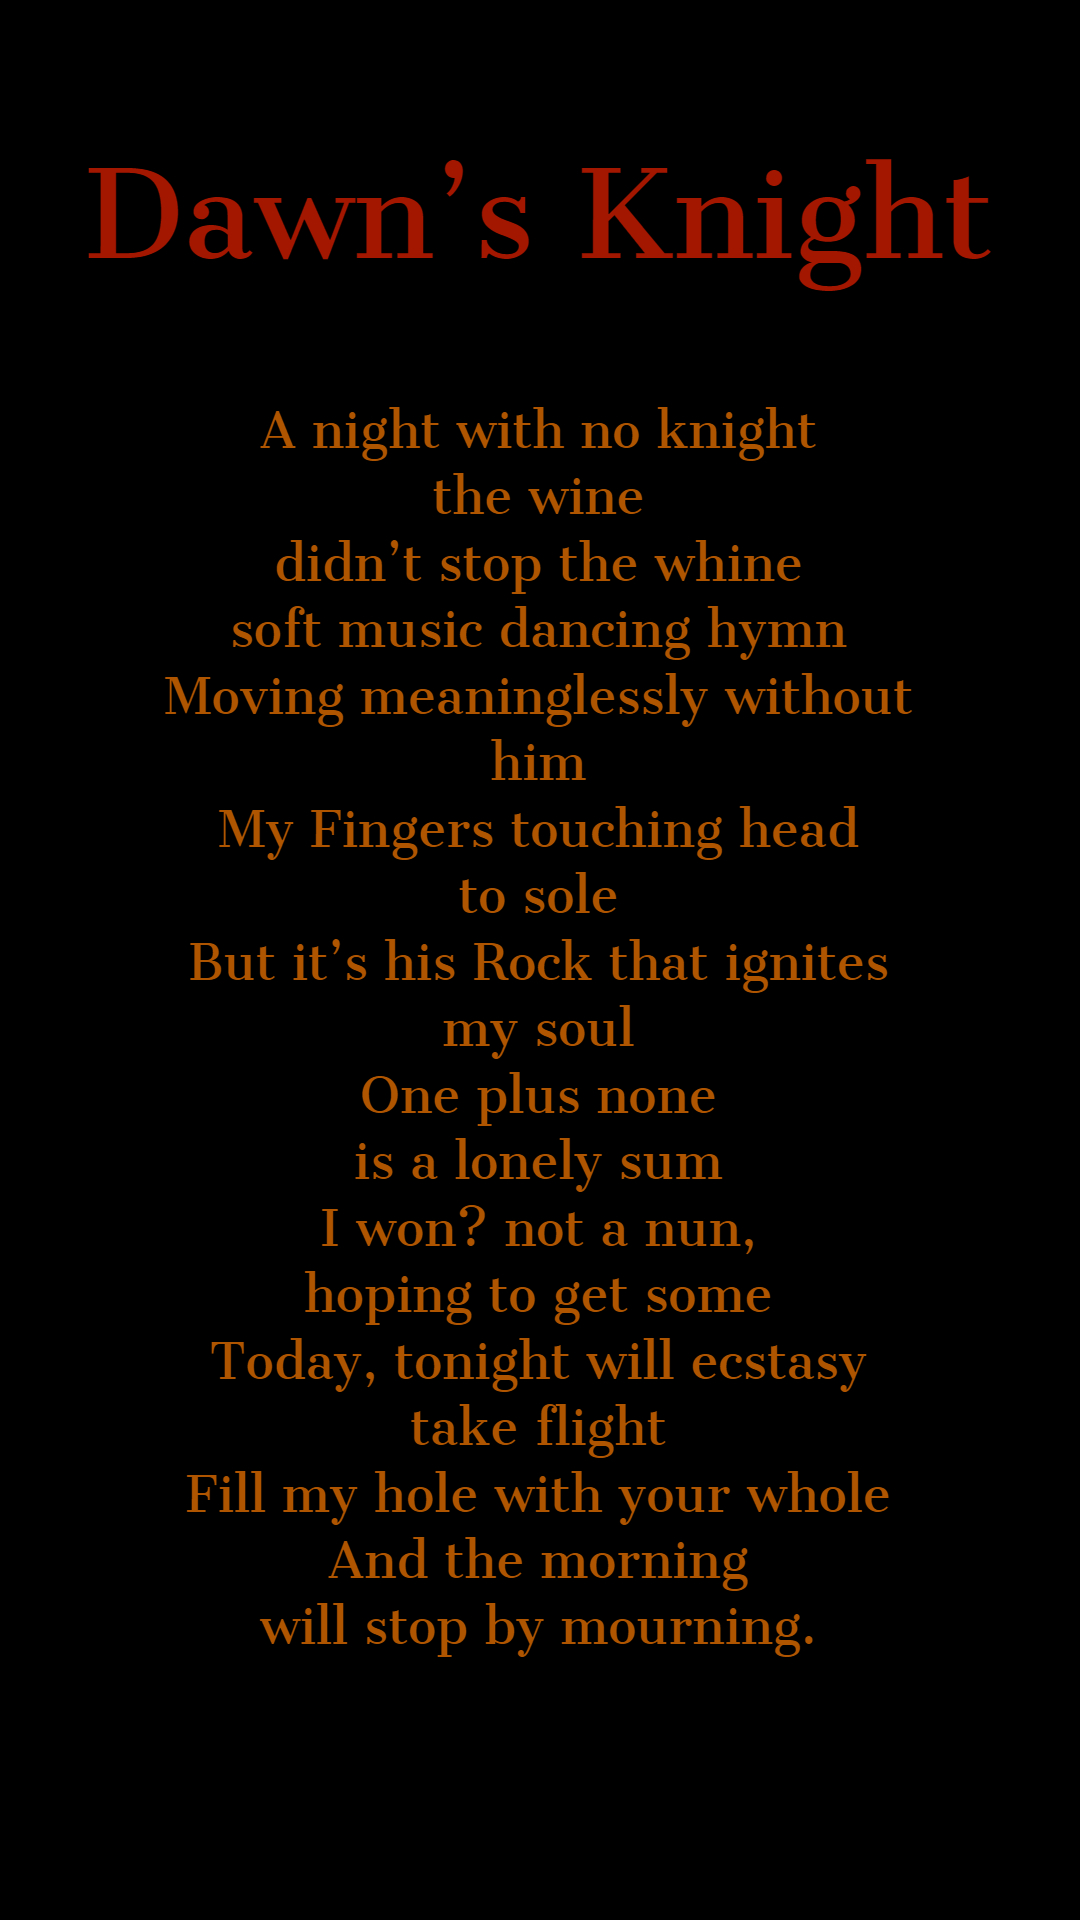 Dawn’s Knight
A night with no knight
the wine
didn’t stop the whine
soft music dancing hymn
Moving meaninglessly without
him
My Fingers touching head
to sole
But it’s his Rock that ignites
my soul
One plus none
is a lonely sum
I won? not a nun,
hoping to get some
Today, tonight will ecstasy
take flight
Fill my hole with your whole
And the morning
will stop by mourning.